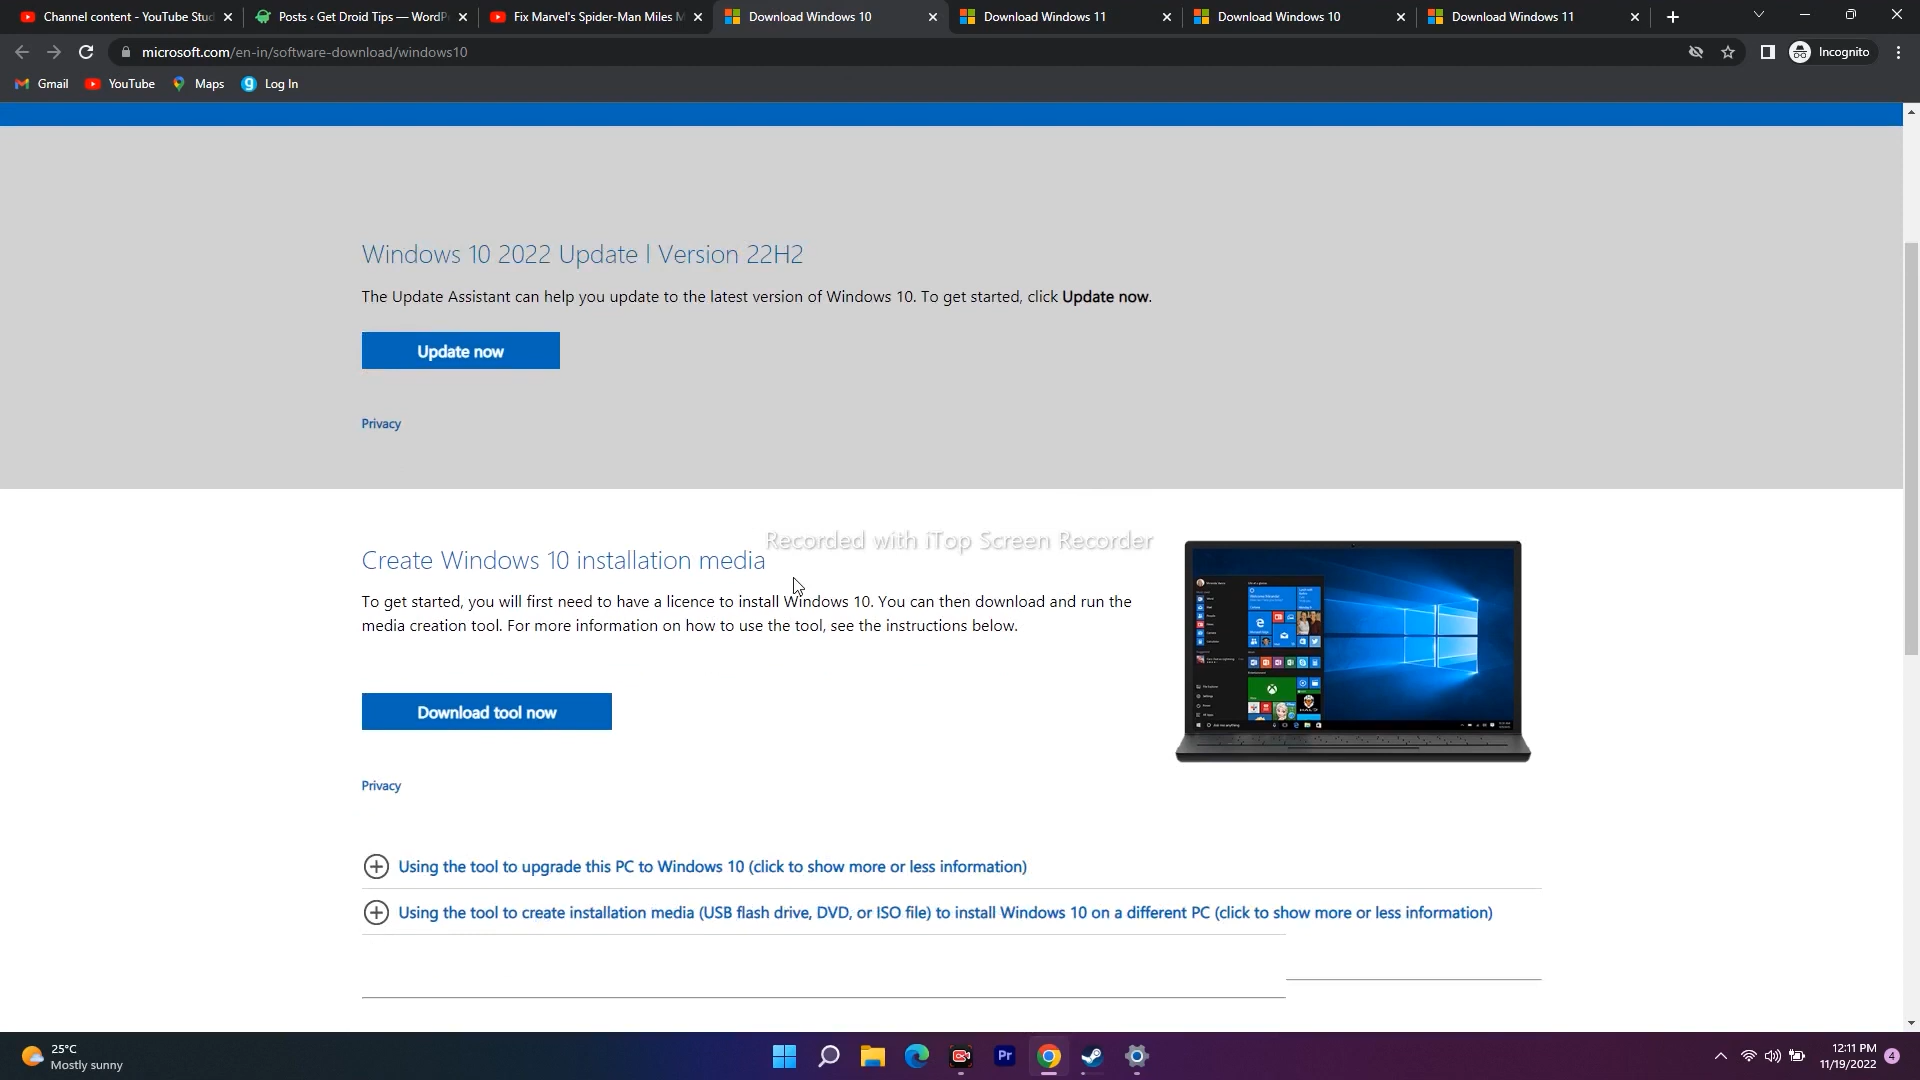 Channel content - YouTube Stud
Posts ‹ Get Droid Tips — WordPr
Fix Marvel's Spider-Man Miles M
Download Windows 10
Download Windows 11
Download Windows 10
Download Windows 11
microsoft.com/en-in/software-download/windows10
Incognito
Gmail
YouTube
Maps
Log In
Windows 10 2022 Update | Version 22H2
The Update Assistant can help you update to the latest version of Windows 10. To get started, click Update now.
Update now
Privacy
Recorded with iTop Screen Recorder
Create Windows 10 installation media
To get started, you will first need to have a licence to install Windows 10. You can then download and run the
media creation tool. For more information on how to use the tool, see the instructions below.
Download tool now
Privacy
Using the tool to upgrade this PC to Windows 10 (click to show more or less information)
Using the tool to create installation media (USB flash drive, DVD, or ISO file) to install Windows 10 on a different PC (click to show more or less information)
25°C
Mostly sunny
Pr
12:11 PM
11/19/2022
4